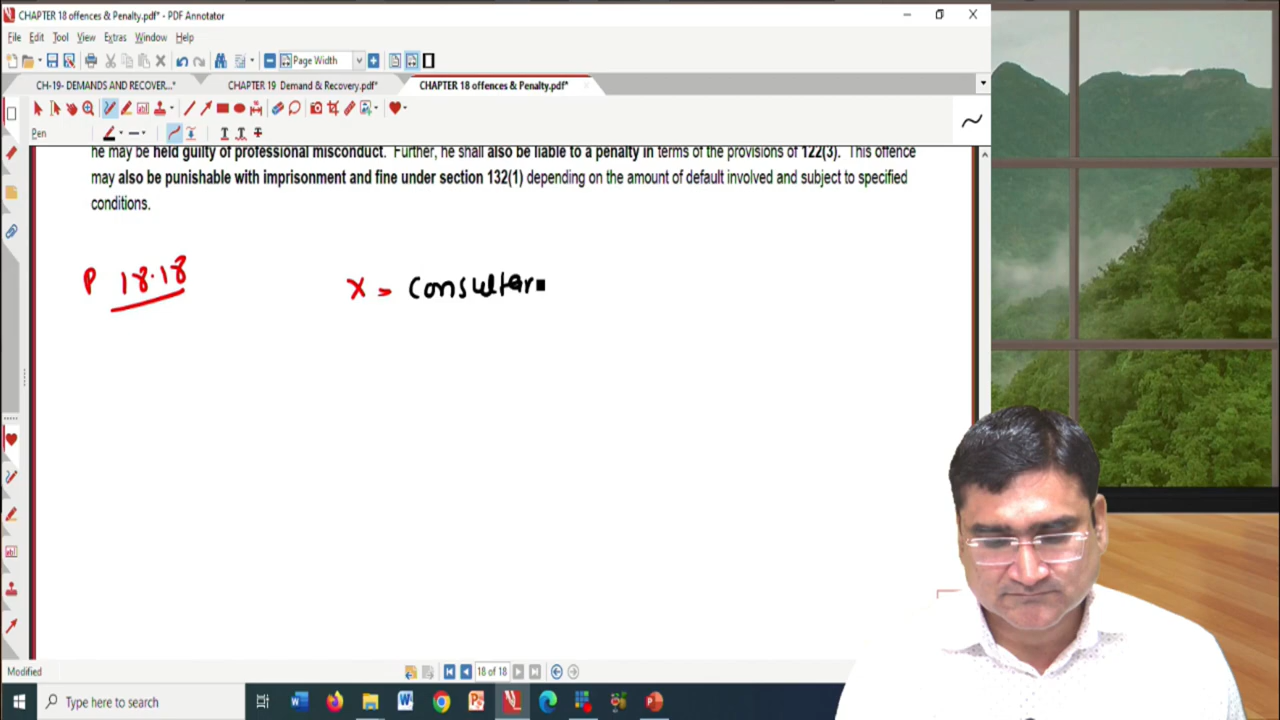 CHAPTER 18 offences & Penalty.pdf* - PDF Annotator
File Edit Tool View Extras Window Help
Page Width
CH-19- DEMANDS AND RECOVER...* CHAPTER 19 Demand & Recovery.pdf* CHAPTER 18 offences & Penalty.pdf*
Pen
he may be held guilty of professional misconduct. Further, he shall also be liable to a penalty in terms of the provisions of 122(3). This offence
may also be punishable with imprisonment and fine under section 132(1) depending on the amount of default involved and subject to specified
conditions.
P 18.18 X = Consultan
Modified 18 of 18
Type here to search